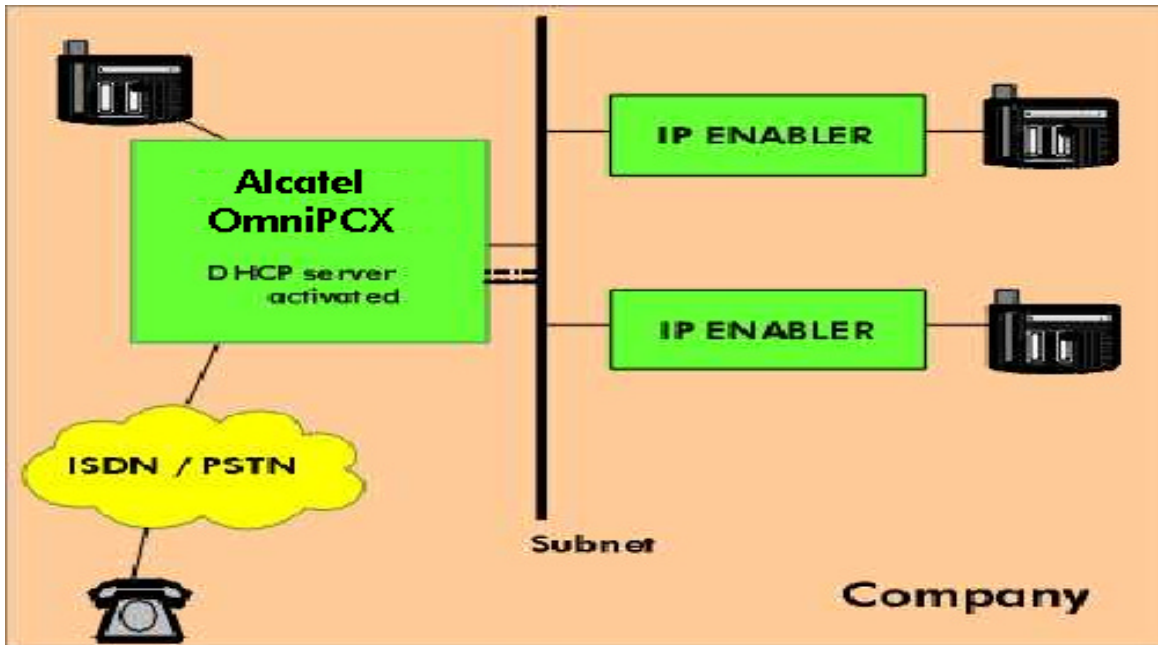 Alcatel
OmniPCX
DHCP server
activated
IP ENABLER
IP ENABLER
ISDN / PSTN
Subnet
Company